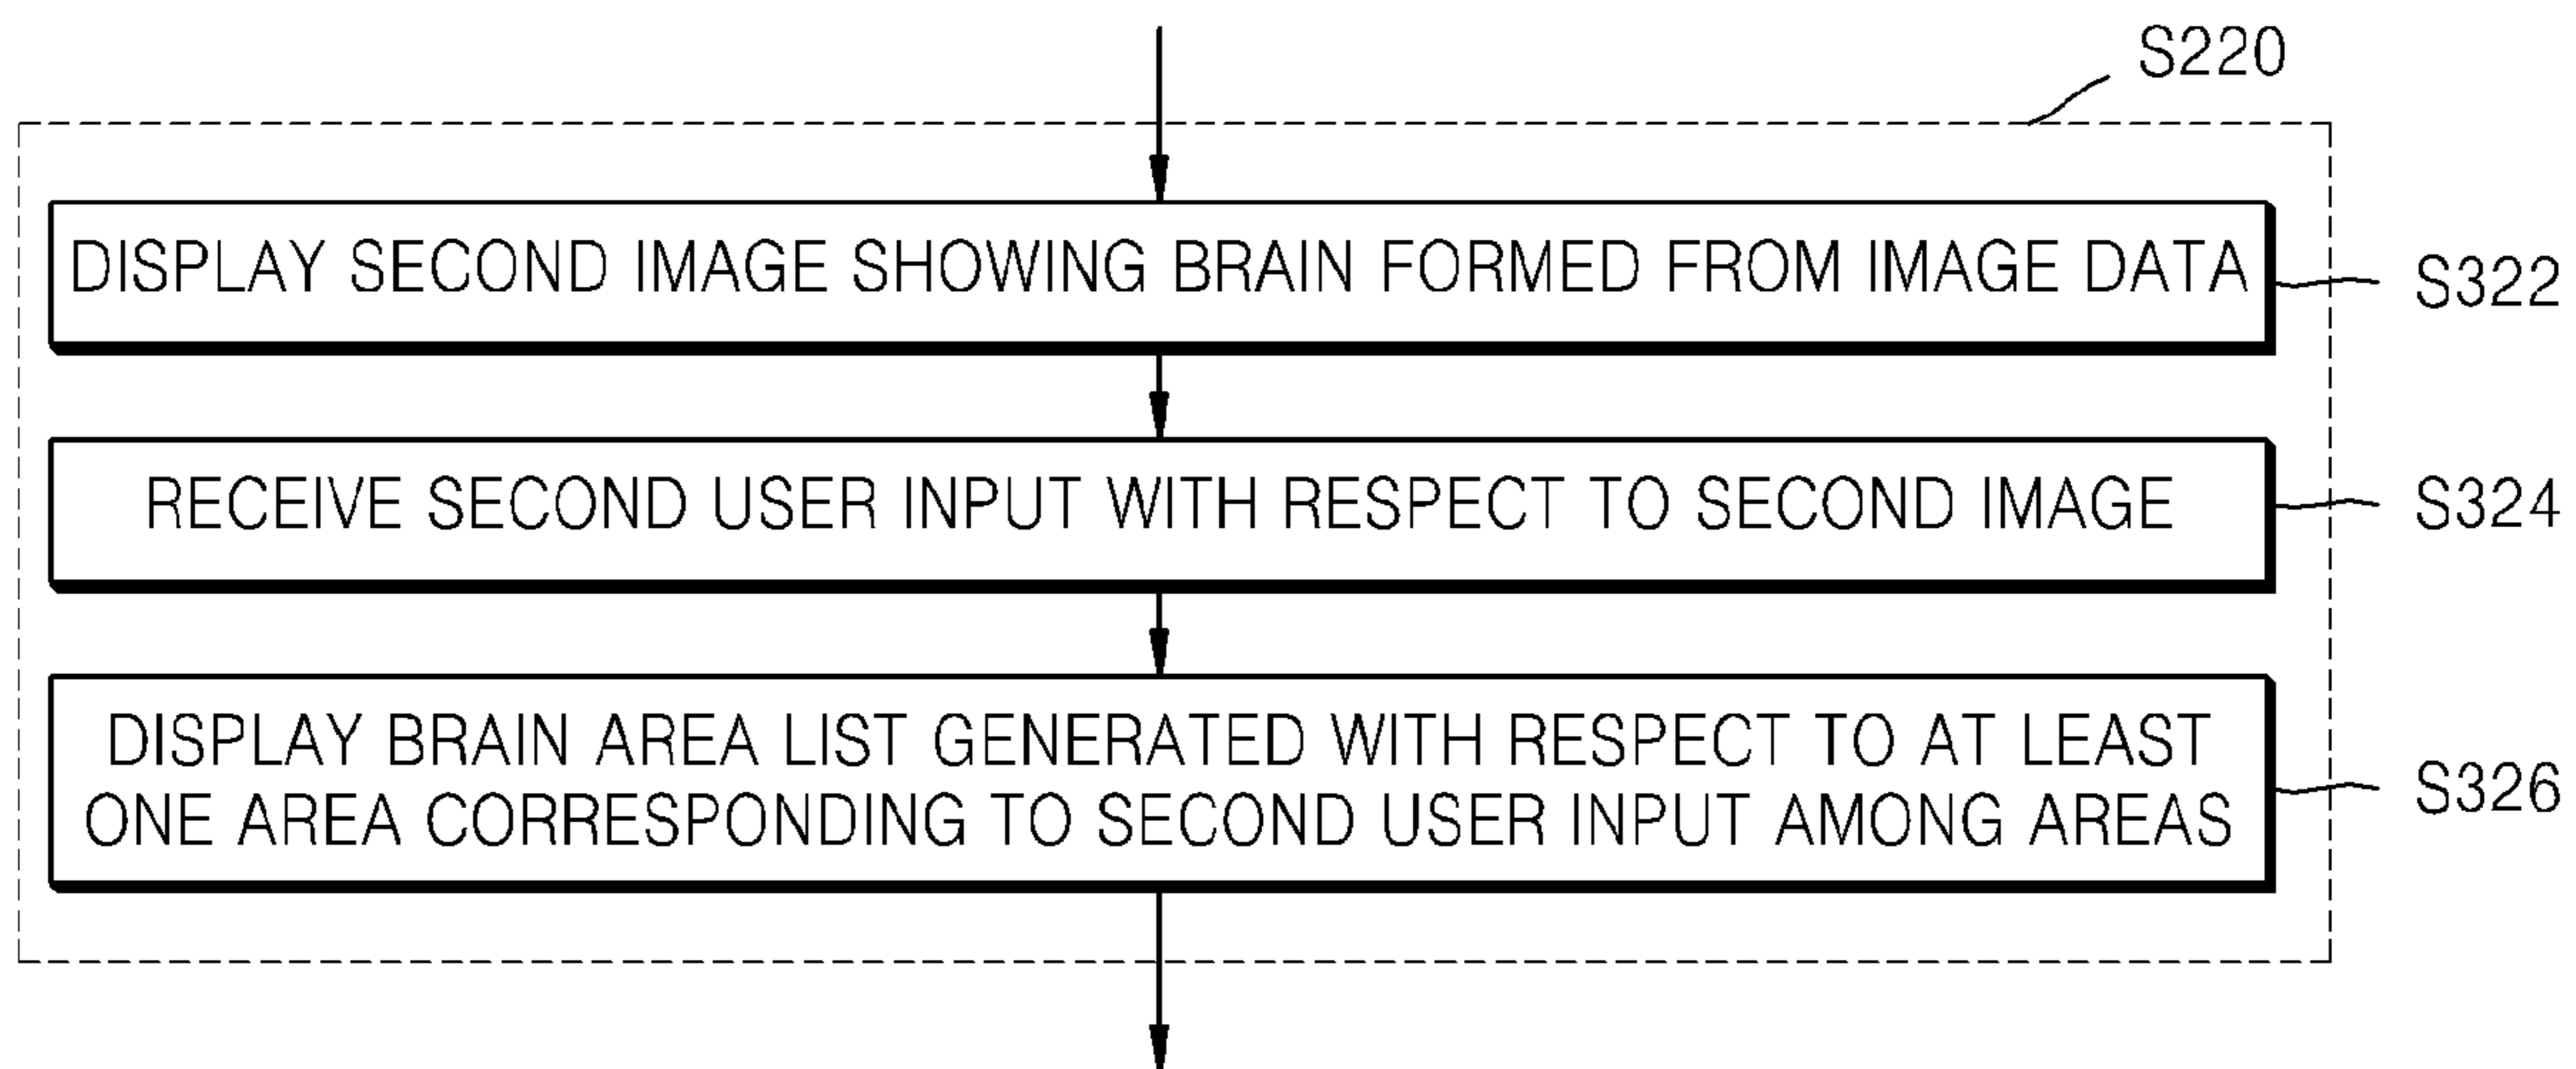 S220
DISPLAY SECOND IMAGE SHOWING BRAIN FORMED FROM IMAGE DATA
S322
RECEIVE SECOND USER INPUT WITH RESPECT TO SECOND IMAGE
S324
DISPLAY BRAIN AREA LIST GENERATED WITH RESPECT TO AT LEAST
ONE AREA CORRESPONDING TO SECOND USER INPUT AMONG AREAS
S326